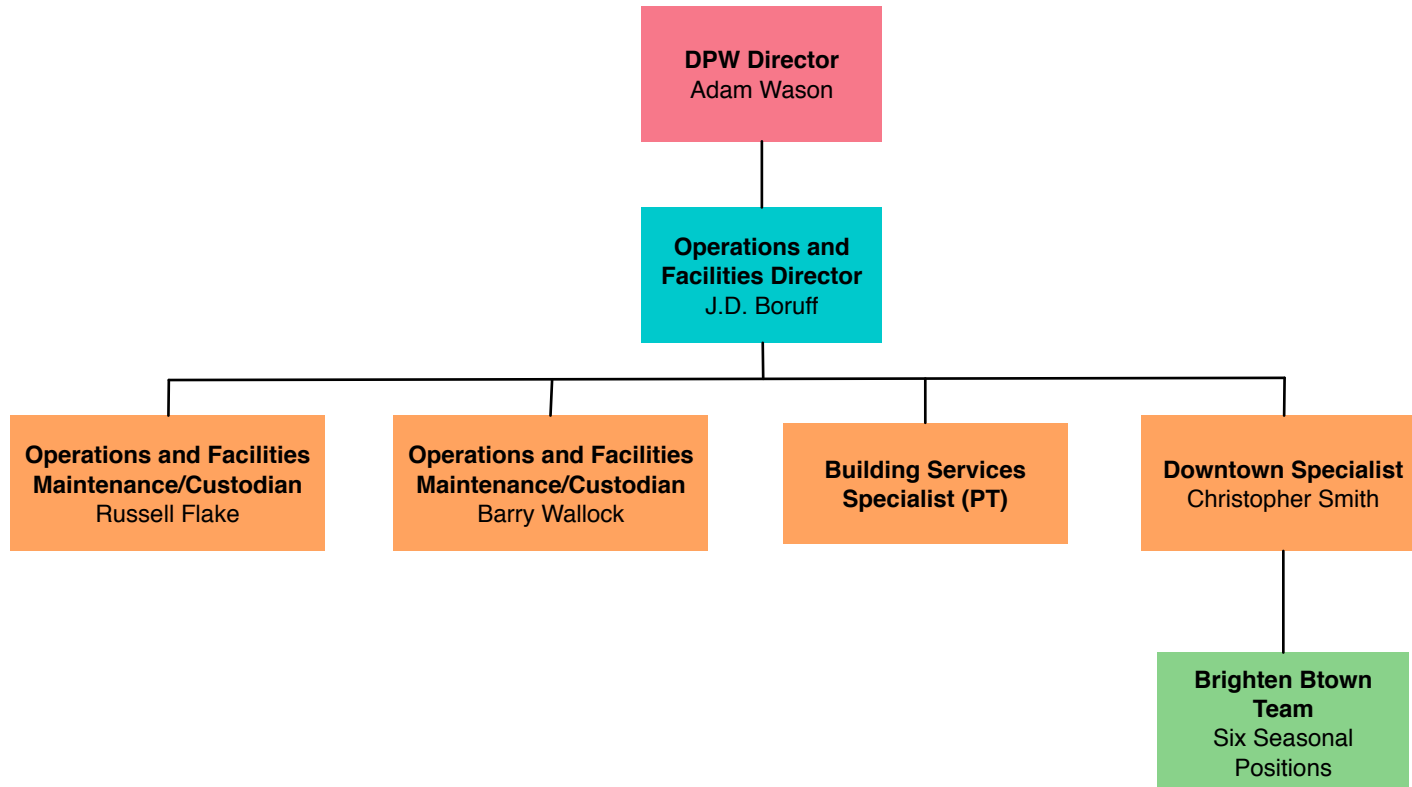 DPW Director
Adam Wason
Operations and
Facilities Director
J.D. Boruff
Operations and Facilities
Maintenance/Custodian
Russell Flake
Operations and Facilities
Maintenance/Custodian
Barry Wallock
Building Services
Specialist (PT)
Downtown Specialist
Christopher Smith
Brighten Btown
Team
Six Seasonal
Positions